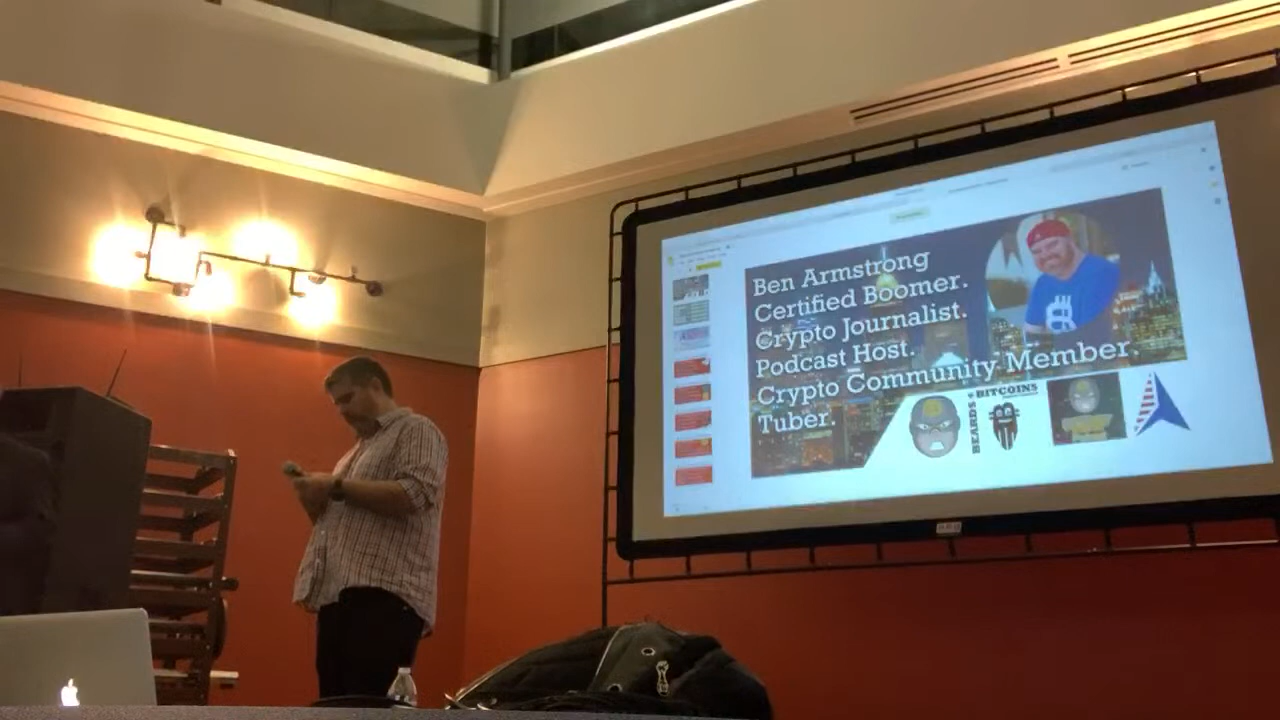 Ben Armstrong
Certified Boomer.
Crypto Journalist.
Podcast Host.
Crypto Community Member.
Tuber.
BEARDS & BITCOINS